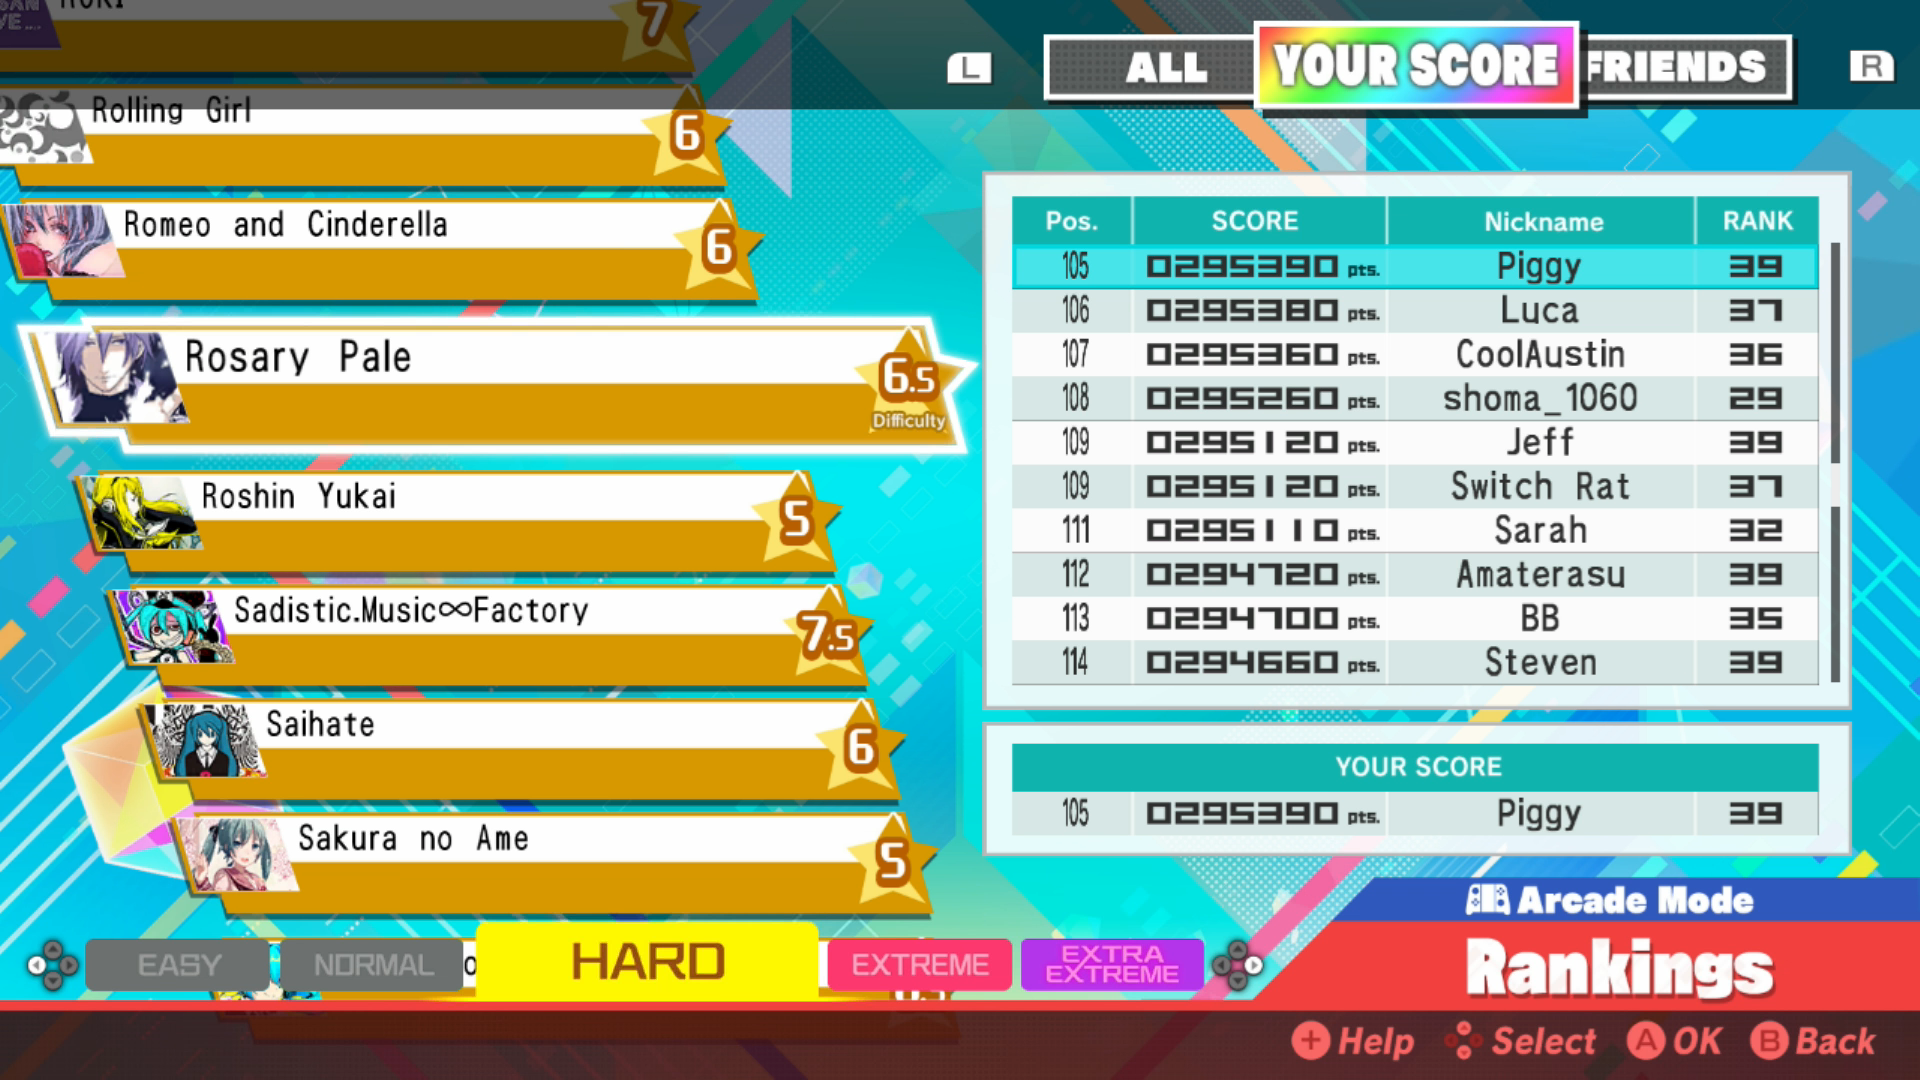 7
Rolling Girl
6
Romeo and Cinderella
6
Rosary Pale
6.5
Difficulty
Roshin Yukai
5
Sadistic.Music∞Factory
7.5
Saihate
6
Sakura no Ame
5
L
ALL
YOUR SCORE
FRIENDS
R
Pos. SCORE Nickname RANK
105 0295390 pts. Piggy 39
106 0295380 pts. Luca 37
107 0295360 pts. CoolAustin 36
108 0295260 pts. shoma_1060 29
109 0295120 pts. Jeff 39
109 0295120 pts. Switch Rat 37
111 0295110 pts. Sarah 32
112 0294720 pts. Amaterasu 39
113 0294700 pts. BB 35
114 0294660 pts. Steven 39
YOUR SCORE
105 0295390 pts. Piggy 39
Arcade Mode
Rankings
EASY
NORMAL
HARD
EXTREME
EXTRA
EXTREME
+ Help
Select
A OK
B Back